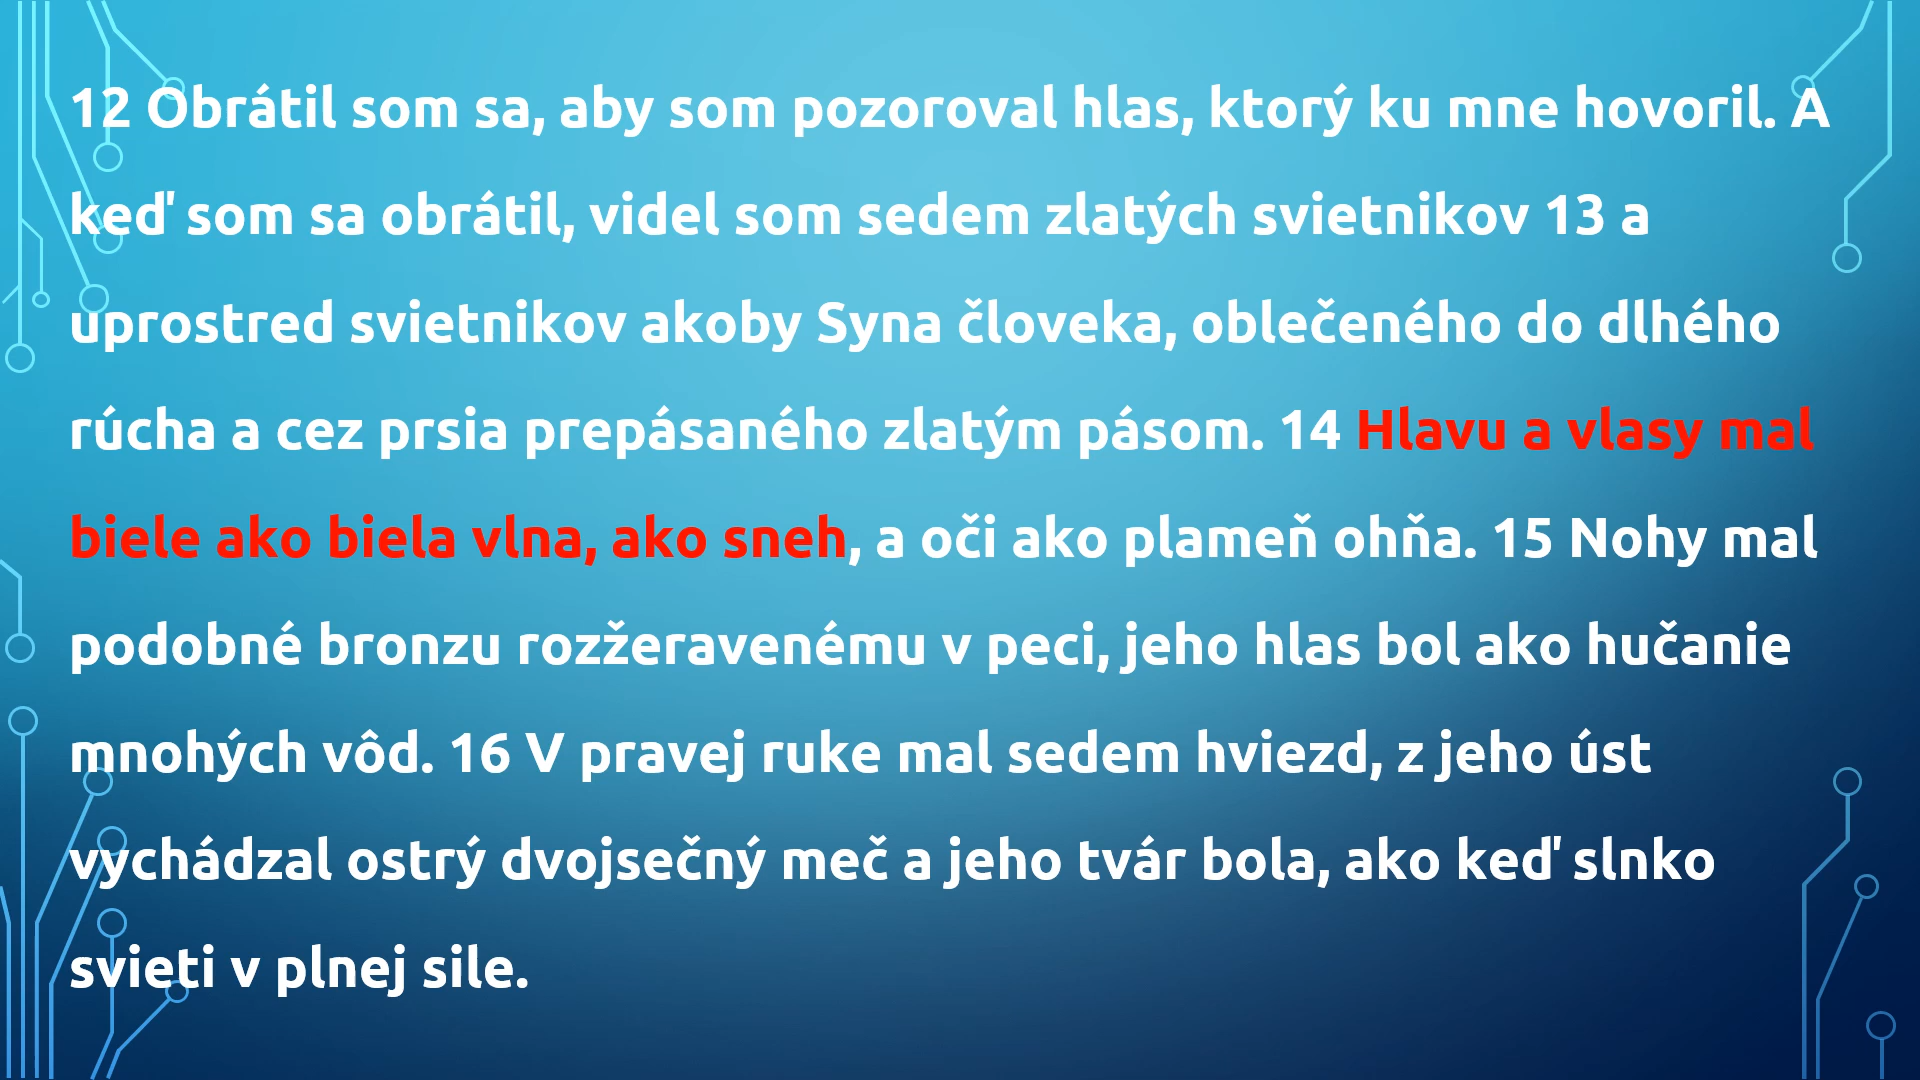 12 Obrátil som sa, aby som pozoroval hlas, ktorý ku mne hovoril. A
keď som sa obrátil, videl som sedem zlatých svietnikov 13 a
uprostred svietnikov akoby Syna človeka, oblečeného do dlhého
rúcha a cez prsia prepásaného zlatým pásom. 14 Hlavu a vlasy mal
biele ako biela vlna, ako sneh, a oči ako plameň ohňa. 15 Nohy mal
podobné bronzu rozžeravenému v peci, jeho hlas bol ako hučanie
mnohých vôd. 16 V pravej ruke mal sedem hviezd, z jeho úst
vychádzal ostrý dvojsečný meč a jeho tvár bola, ako keď slnko
svieti v plnej sile.